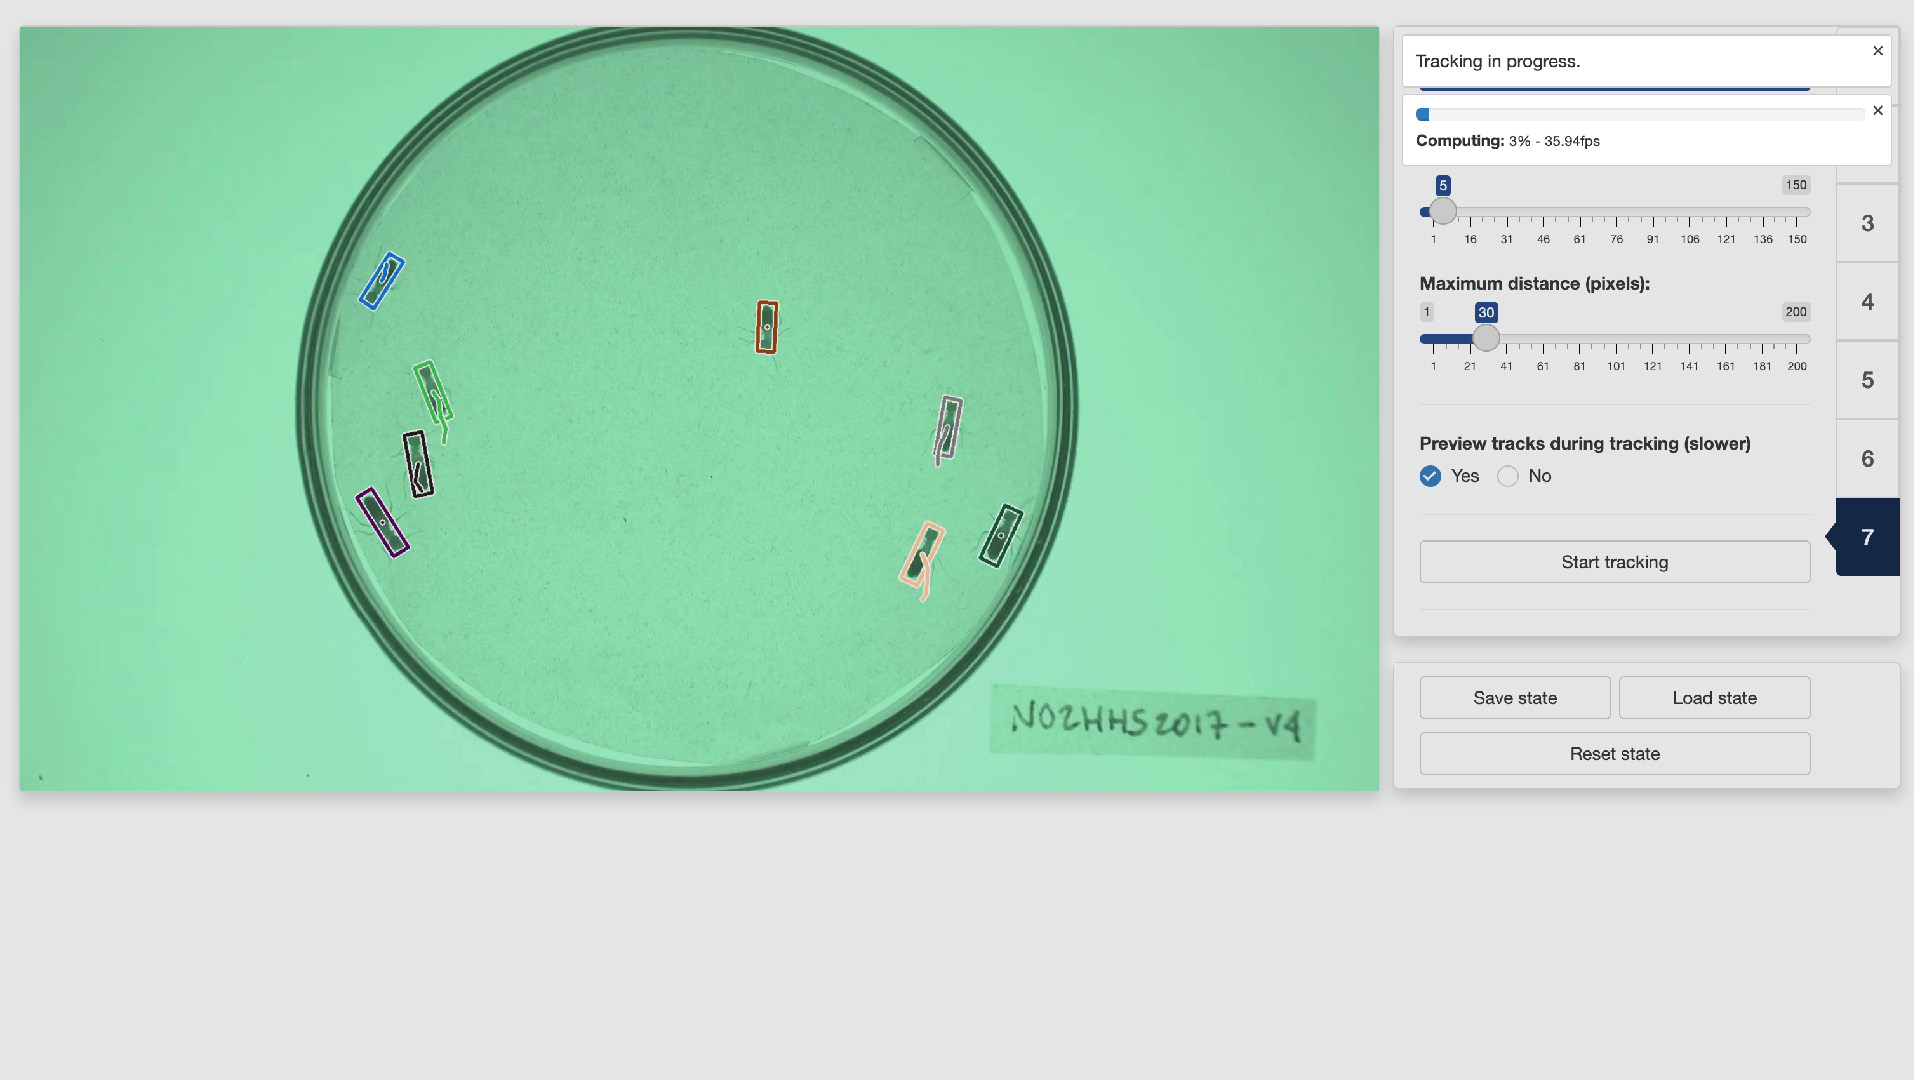 Tracking in progress.
×
×
Computing: 3% - 35.94fps
5 150
1 16 31 46 61 76 91 106 121 136 150
Maximum distance (pixels):
1 30 200
1 21 41 61 81 101 121 141 161 181 200
Preview tracks during tracking (slower)
Yes No
Start tracking
3
4
5
6
7
Save state Load state
Reset state
NO2HHS2017-V4